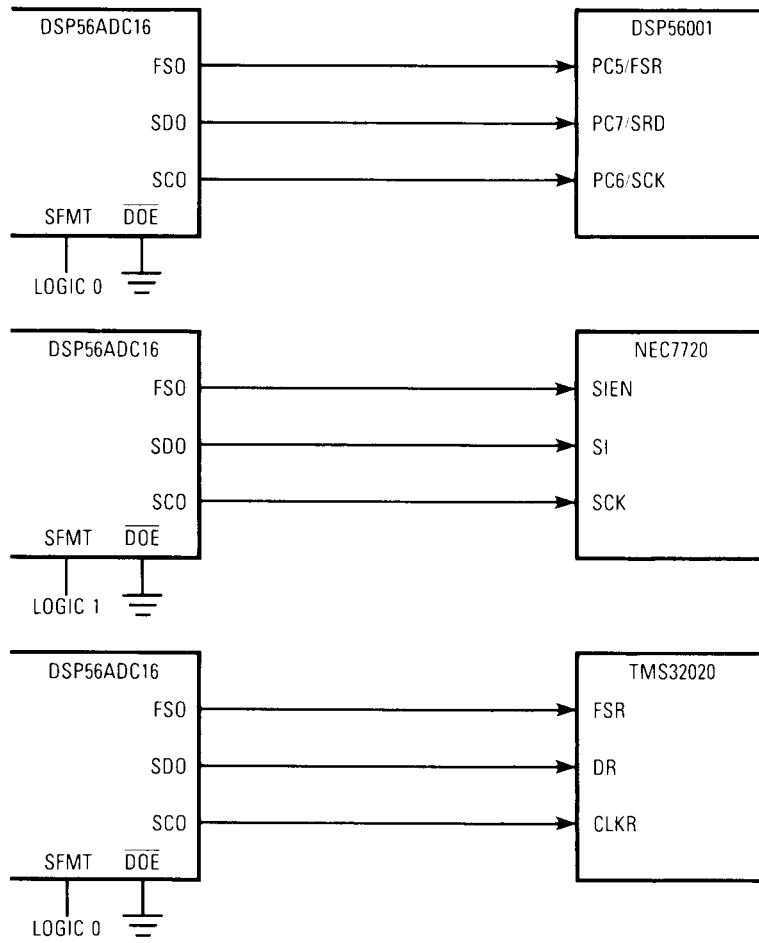 DSP56ADC16 DSP56001
FSO PC5/FSR
SDO PC7/SRD
SCO PC6/SCK
SFMT DOE
LOGIC 0
DSP56ADC16 NEC7720
FSO SIEN
SDO SI
SCO SCK
SFMT DOE
LOGIC 1
DSP56ADC16 TMS32020
FSO FSR
SDO DR
SCO CLKR
SFMT DOE
LOGIC 0